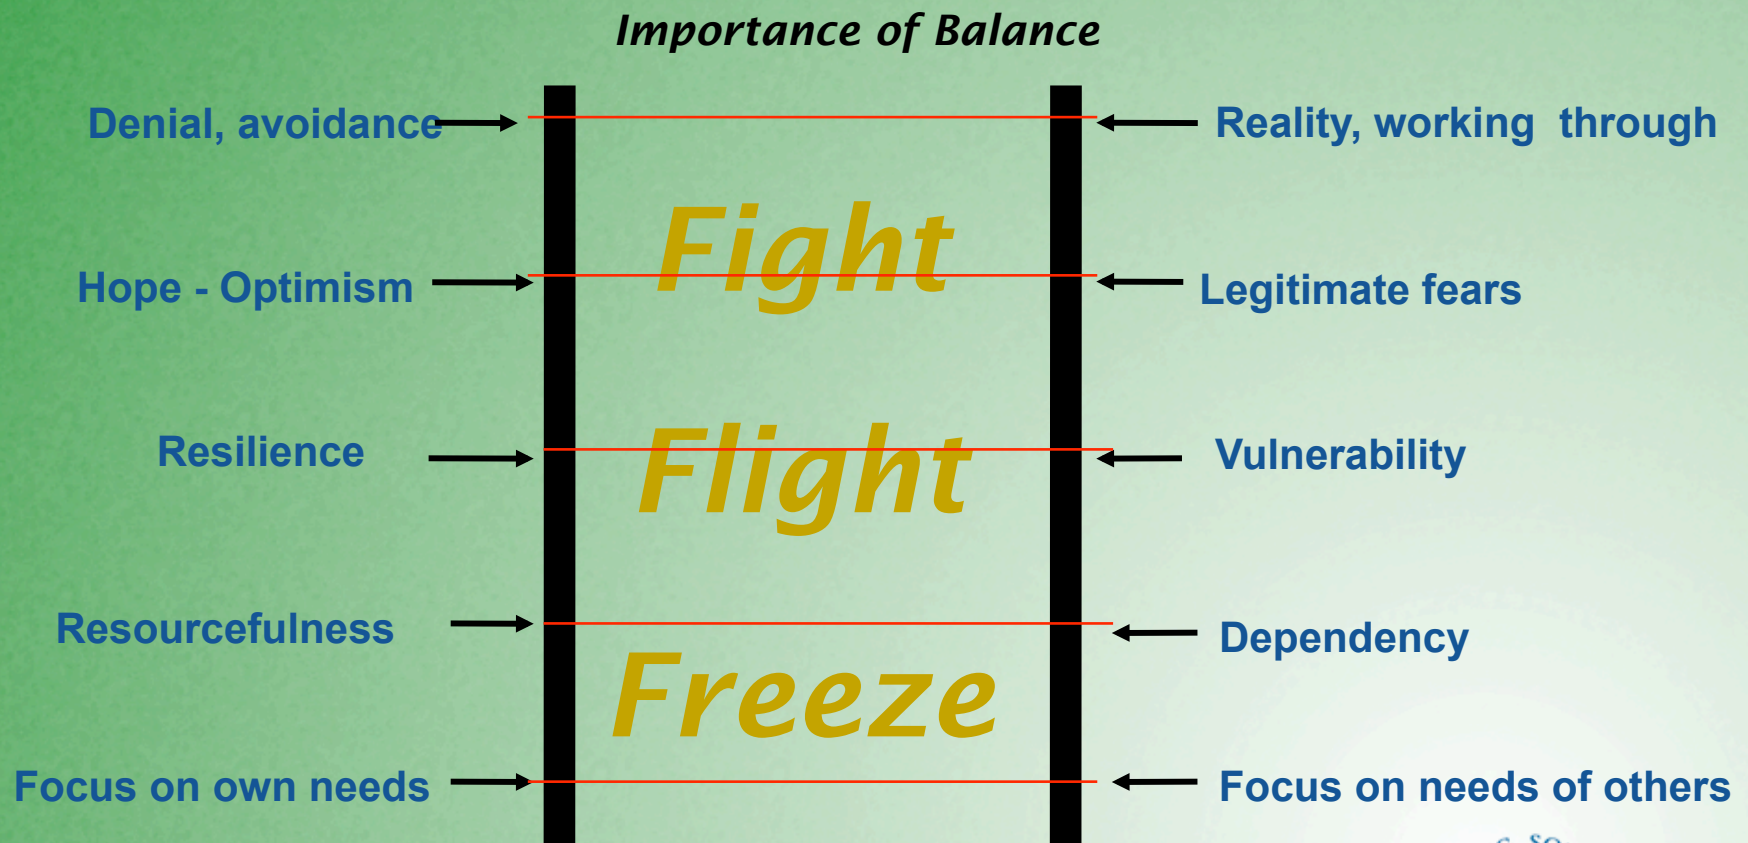 Importance of Balance
Denial, avoidance
Reality, working through
Fight
Hope - Optimism
Legitimate fears
Flight
Resilience
Vulnerability
Resourcefulness
Dependency
Freeze
Focus on own needs
Focus on needs of others